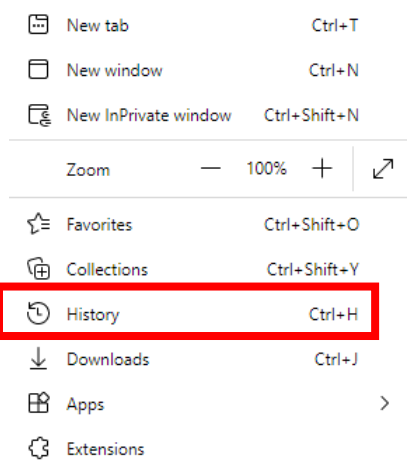 New tab Ctrl+T
New window Ctrl+N
New InPrivate window Ctrl+Shift+N
Zoom — 100% +
Favorites Ctrl+Shift+O
Collections Ctrl+Shift+Y
History Ctrl+H
Downloads Ctrl+J
Apps
Extensions